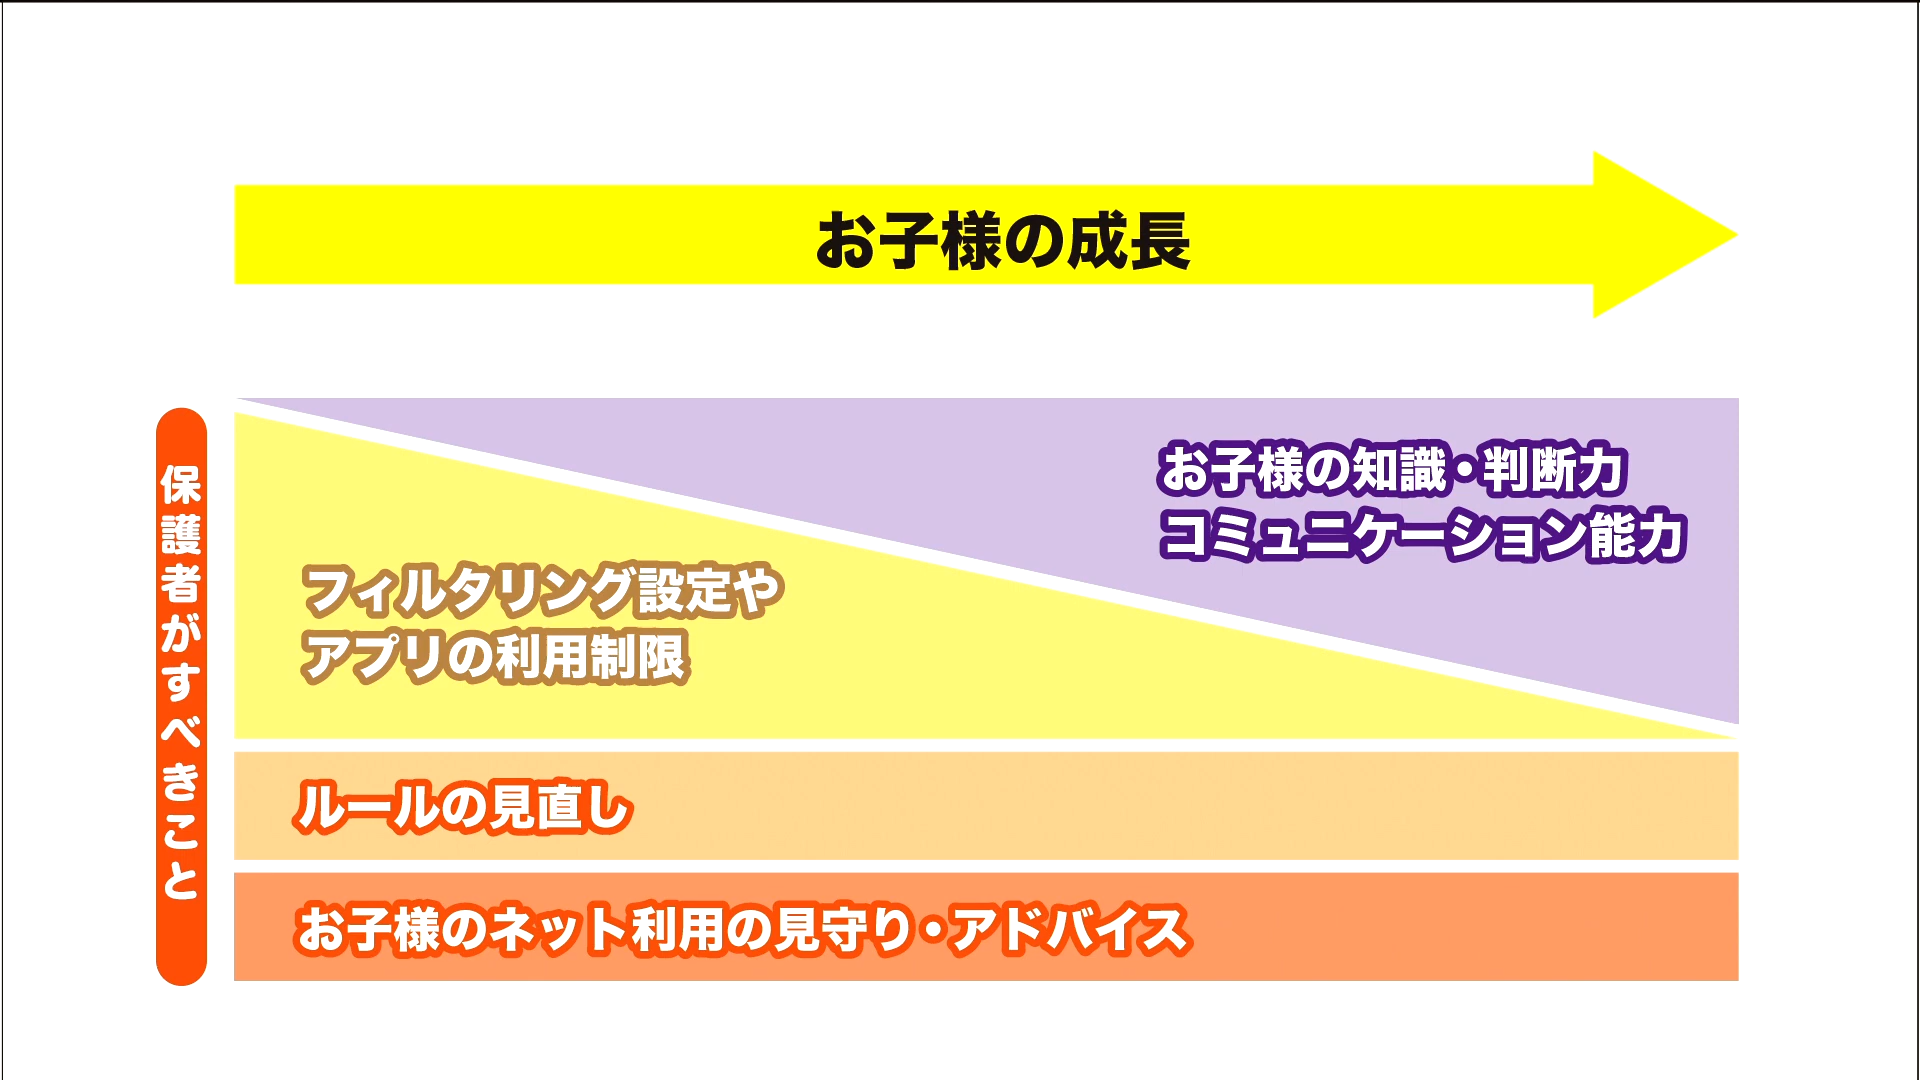 お子様の成長
保護者がすべきこと
お子様の知識・判断力
コミュニケーション能力
フィルタリング設定や
アプリの利用制限
ルールの見直し
お子様のネット利用の見守り・アドバイス